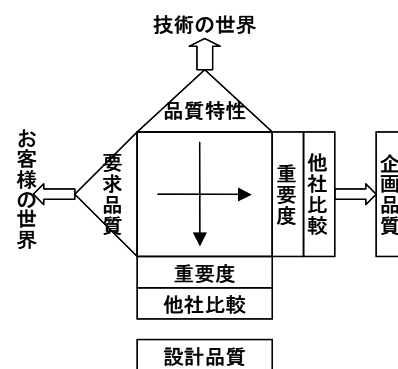 技術の世界
品質特性
お客様の世界
要求品質
重要度
他社比較
企画品質
重要度
他社比較
設計品質